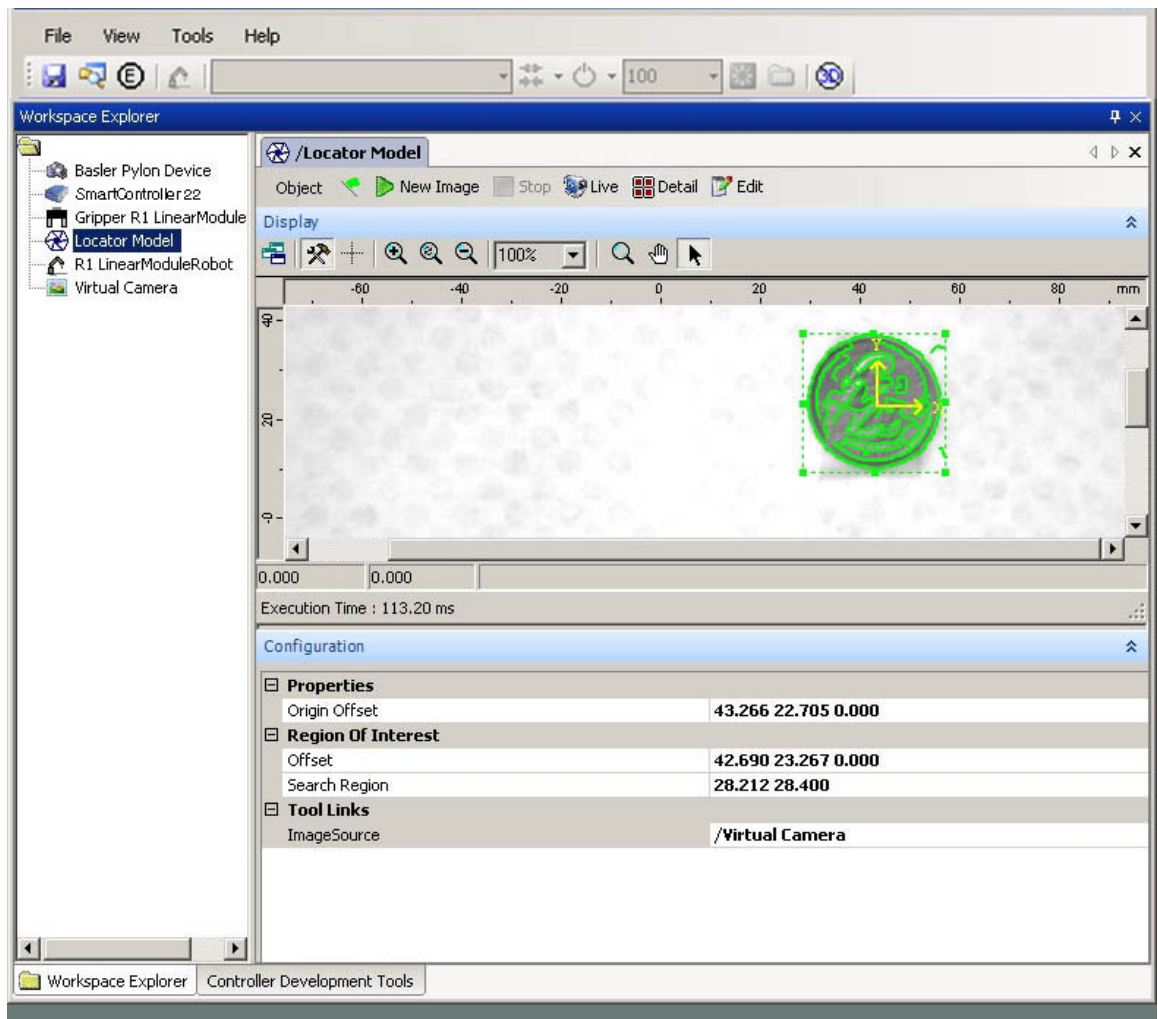 File View Tools Help
E 100 3D
Workspace Explorer
Basler Pylon Device
SmartController 22
Gripper R1 LinearModule
Locator Model
R1 LinearModuleRobot
Virtual Camera
/Locator Model
Object New Image Stop Live Detail Edit
Display
100%
-60 -40 -20 0 20 40 60 80 mm
40
20
Y
X
0.000 0.000
Execution Time : 113.20 ms
Configuration
Properties
Origin Offset 43.266 22.705 0.000
Region Of Interest
Offset 42.690 23.267 0.000
Search Region 28.212 28.400
Tool Links
ImageSource /Virtual Camera
Workspace Explorer Controller Development Tools